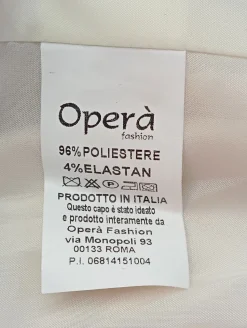 Operà
fashion
96%POLIESTERE
4%ELASTAN
PRODOTTO IN ITALIA
Questo capo è stato ideato
e prodotto interamente da
Operà Fashion
via Monopoli 93
00133 ROMA
P.I. 06814151004